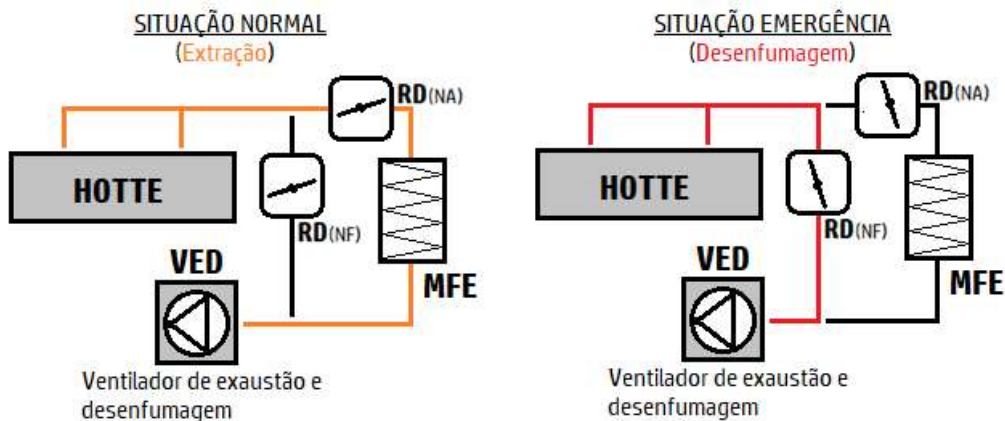 SITUAÇÃO NORMAL
(Extração)
RD(NA)
HOTTE
RD(NF)
VED
MFE
Ventilador de exaustão e
desenfumagem
SITUAÇÃO EMERGÊNCIA
(Desenfumagem)
RD(NA)
HOTTE
RD(NF)
VED
MFE
Ventilador de exaustão e
desenfumagem